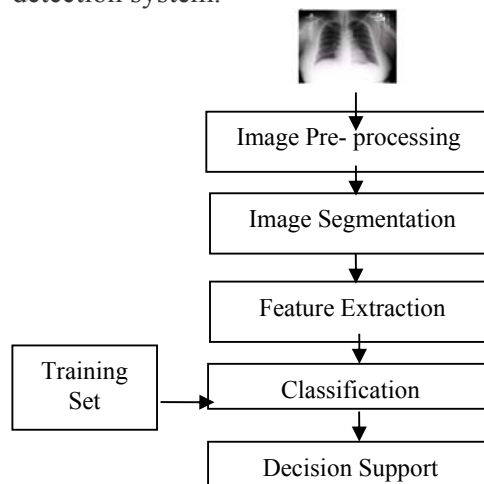 detection system.
Image Pre- processing
Image Segmentation
Feature Extraction
Training
Set
Classification
Decision Support